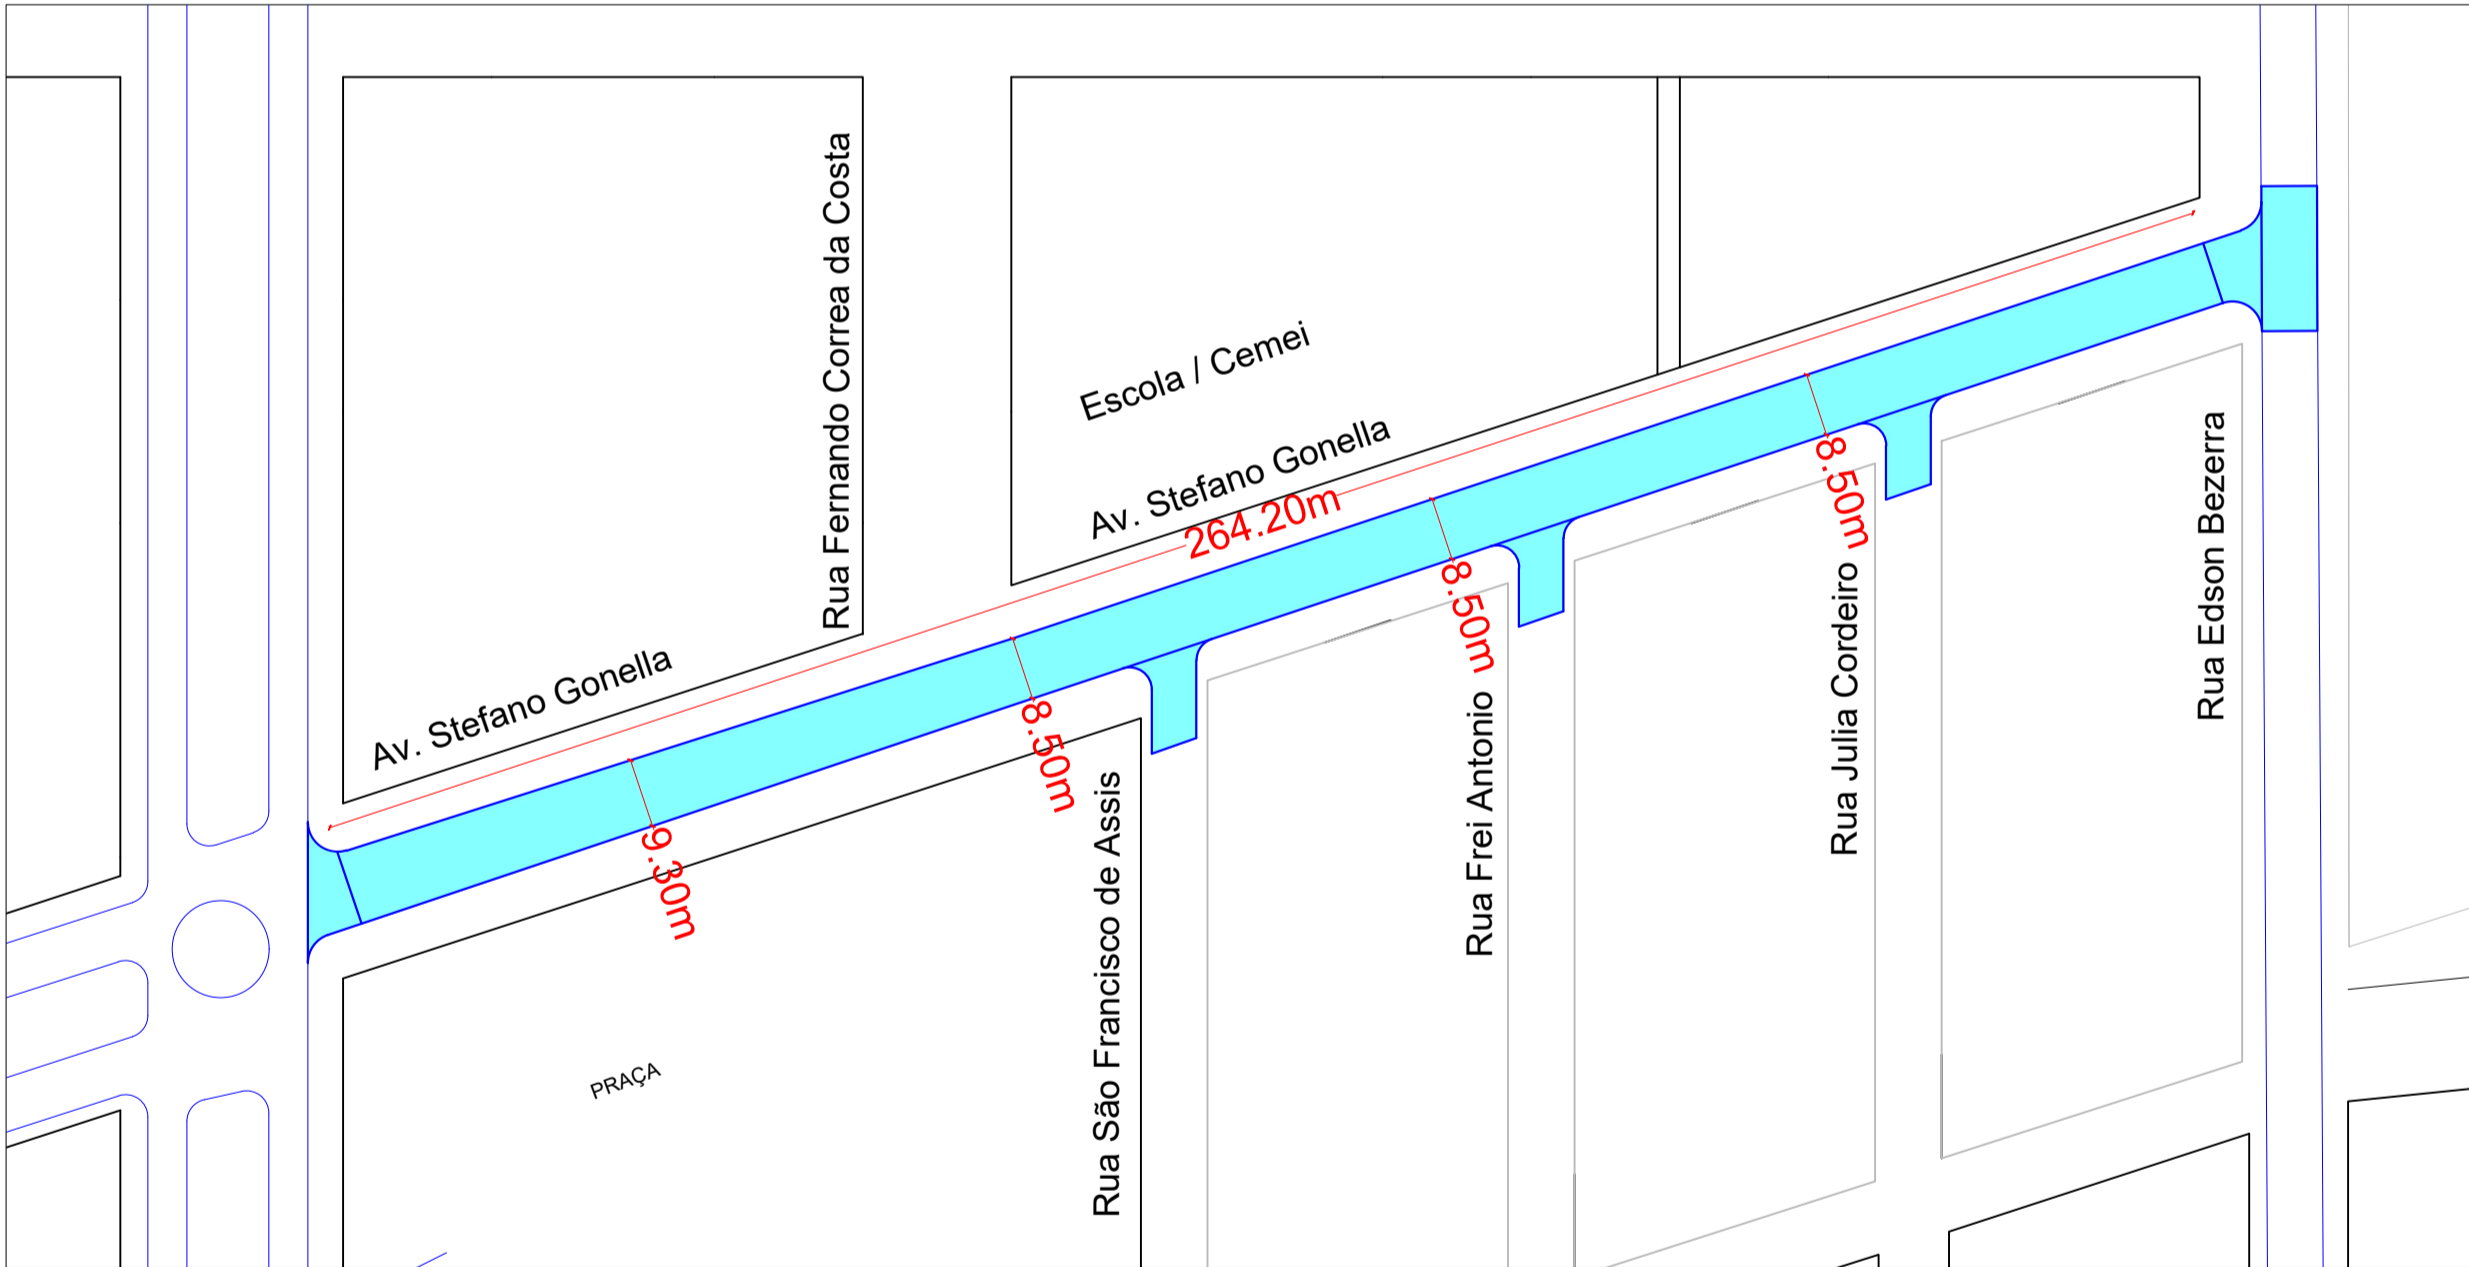 Rua Fernando Correa da Costa
Escola / Cemei
Av. Stefano Gonella
264.20m
8.50m
Rua Edson Bezerra
8.50m
Rua Julia Cordeiro
Av. Stefano Gonella
8.50m
Rua Frei Antonio
9.30m
Rua São Francisco de Assis
PRAÇA